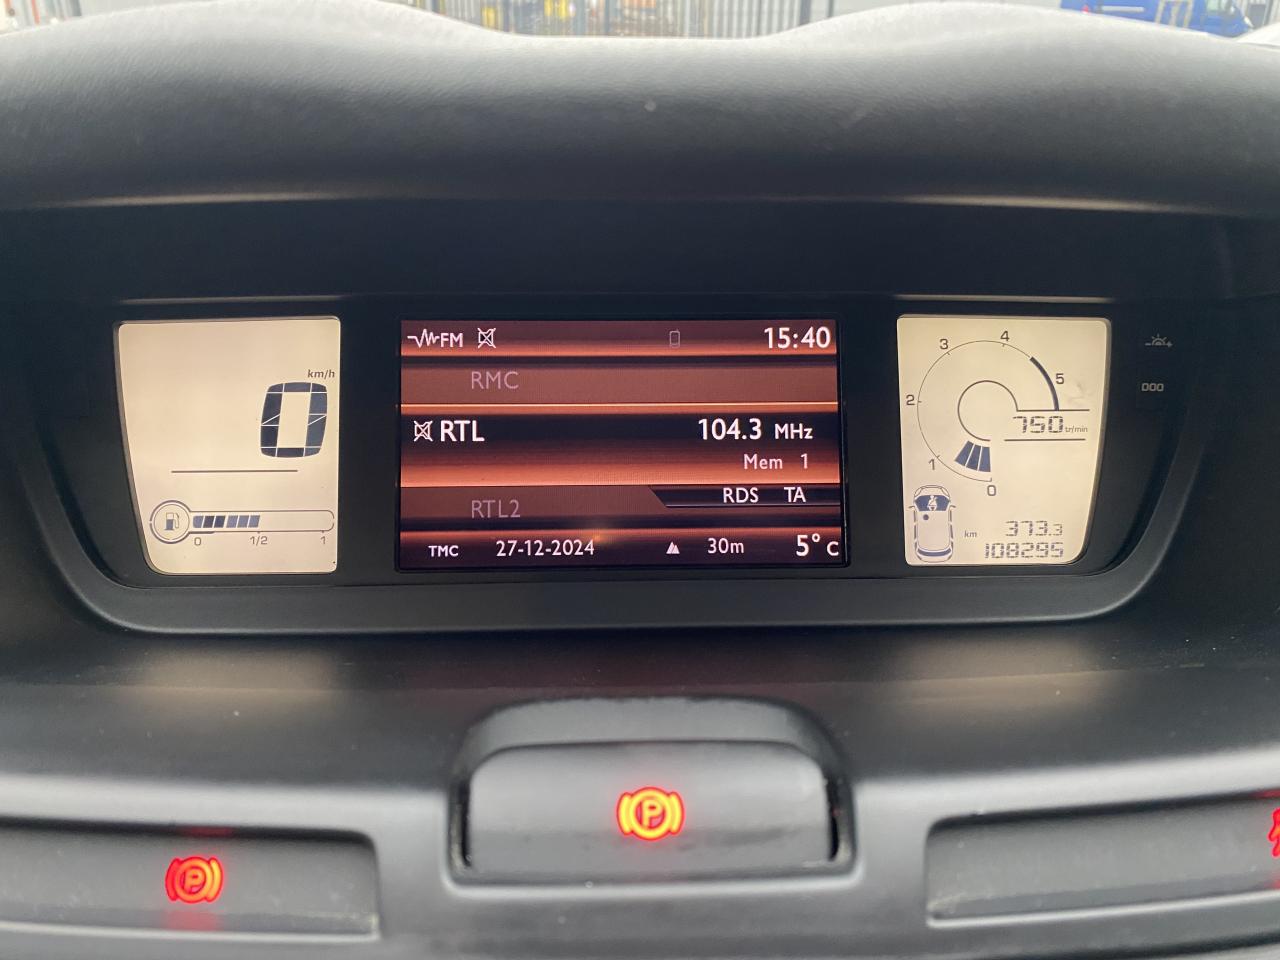 km/h
0
0 1/2 1
FM 15:40
RMC
RTL 104.3 MHz
Mem 1
RDS TA
RTL2
TMC 27-12-2024 30m 5°C
4
3
5
2
750 tr/min
1
0
km 373.3
108295
P
P